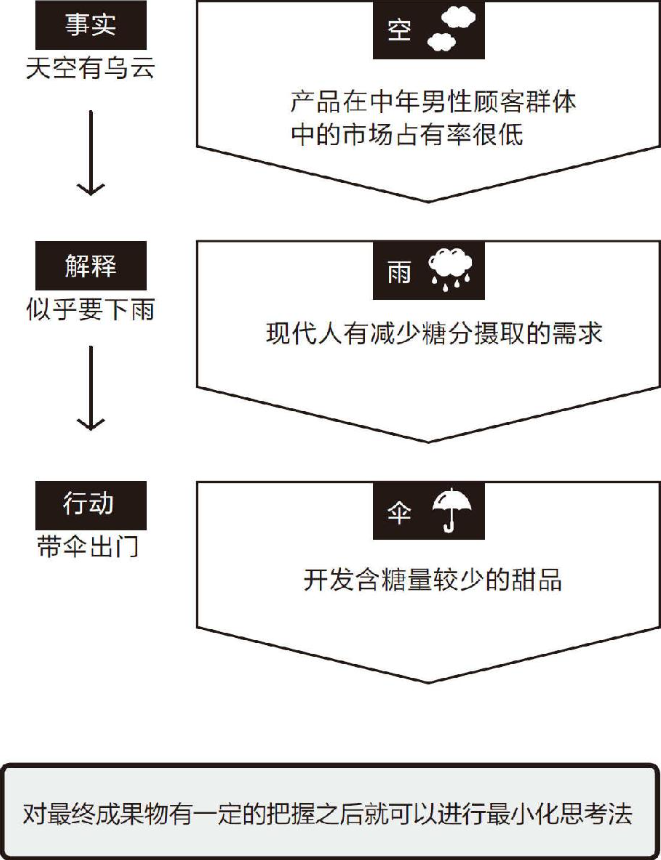 事实
天空有乌云
空
产品在中年男性顾客群体
中的市场占有率很低
解释
似乎要下雨
雨
现代人有减少糖分摄取的需求
行动
带伞出门
伞
开发含糖量较少的甜品
对最终成果物有一定的把握之后就可以进行最小化思考法